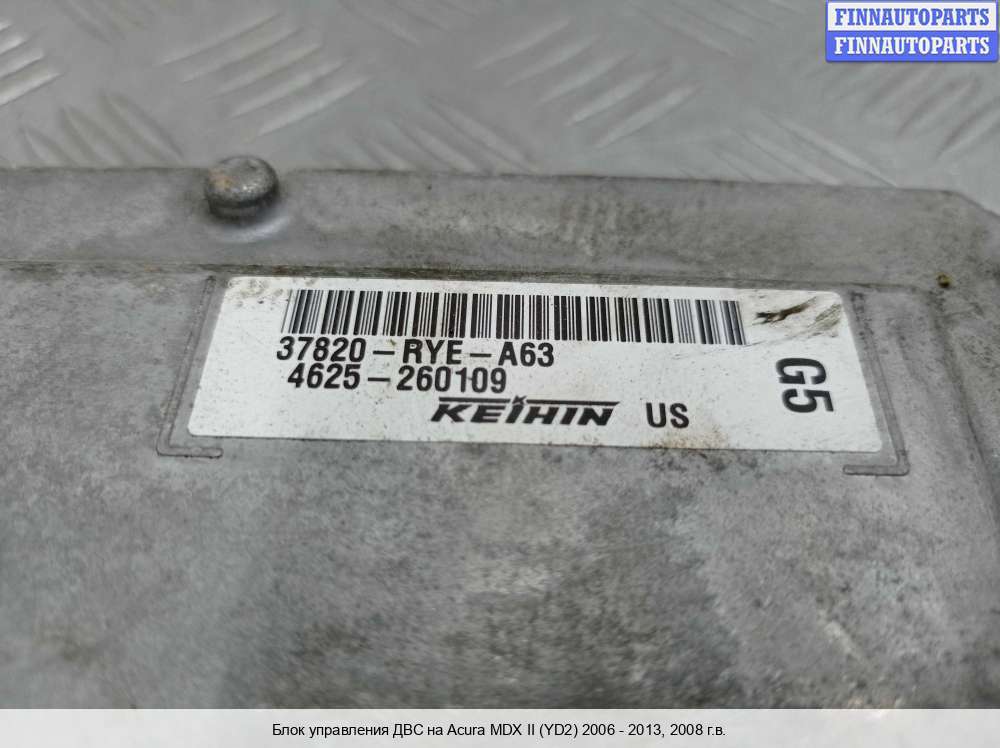 FINNAUTOPARTS
FINNAUTOPARTS
37820-RYE-A63
4625-260109
KEIHIN US
G5
Блок управления ДВС на Acura MDX II (YD2) 2006 - 2013, 2008 г.в.